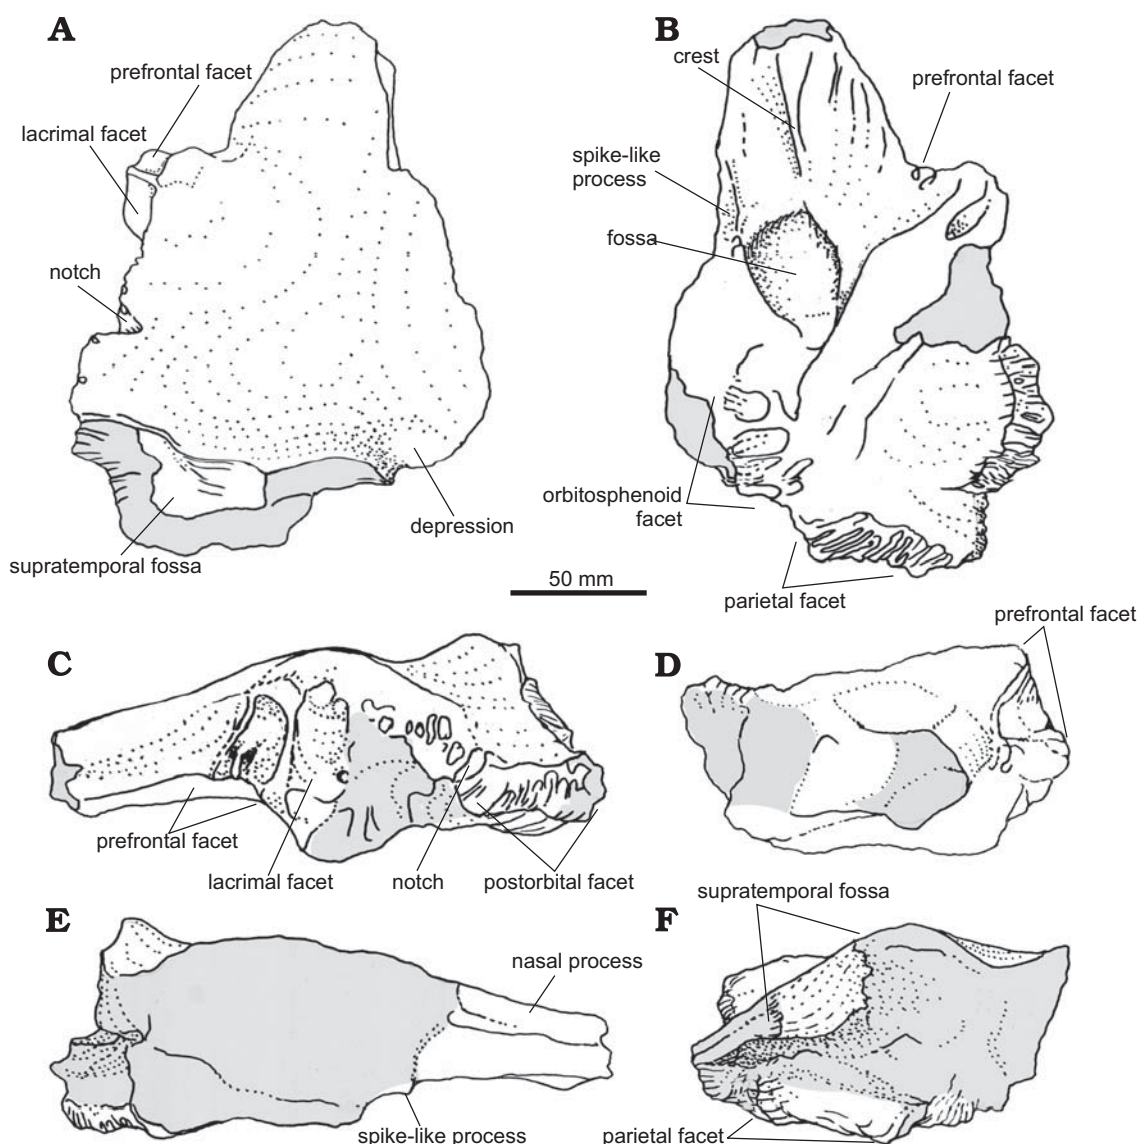 A
prefrontal facet
lacrimal facet
notch
supratemporal fossa
depression
B
crest
prefrontal facet
spike-like
process
fossa
orbitosphenoid
facet
parietal facet
50 mm
C
prefrontal facet
lacrimal facet
notch
postorbital facet
D
prefrontal facet
E
nasal process
spike-like process
F
supratemporal fossa
parietal facet